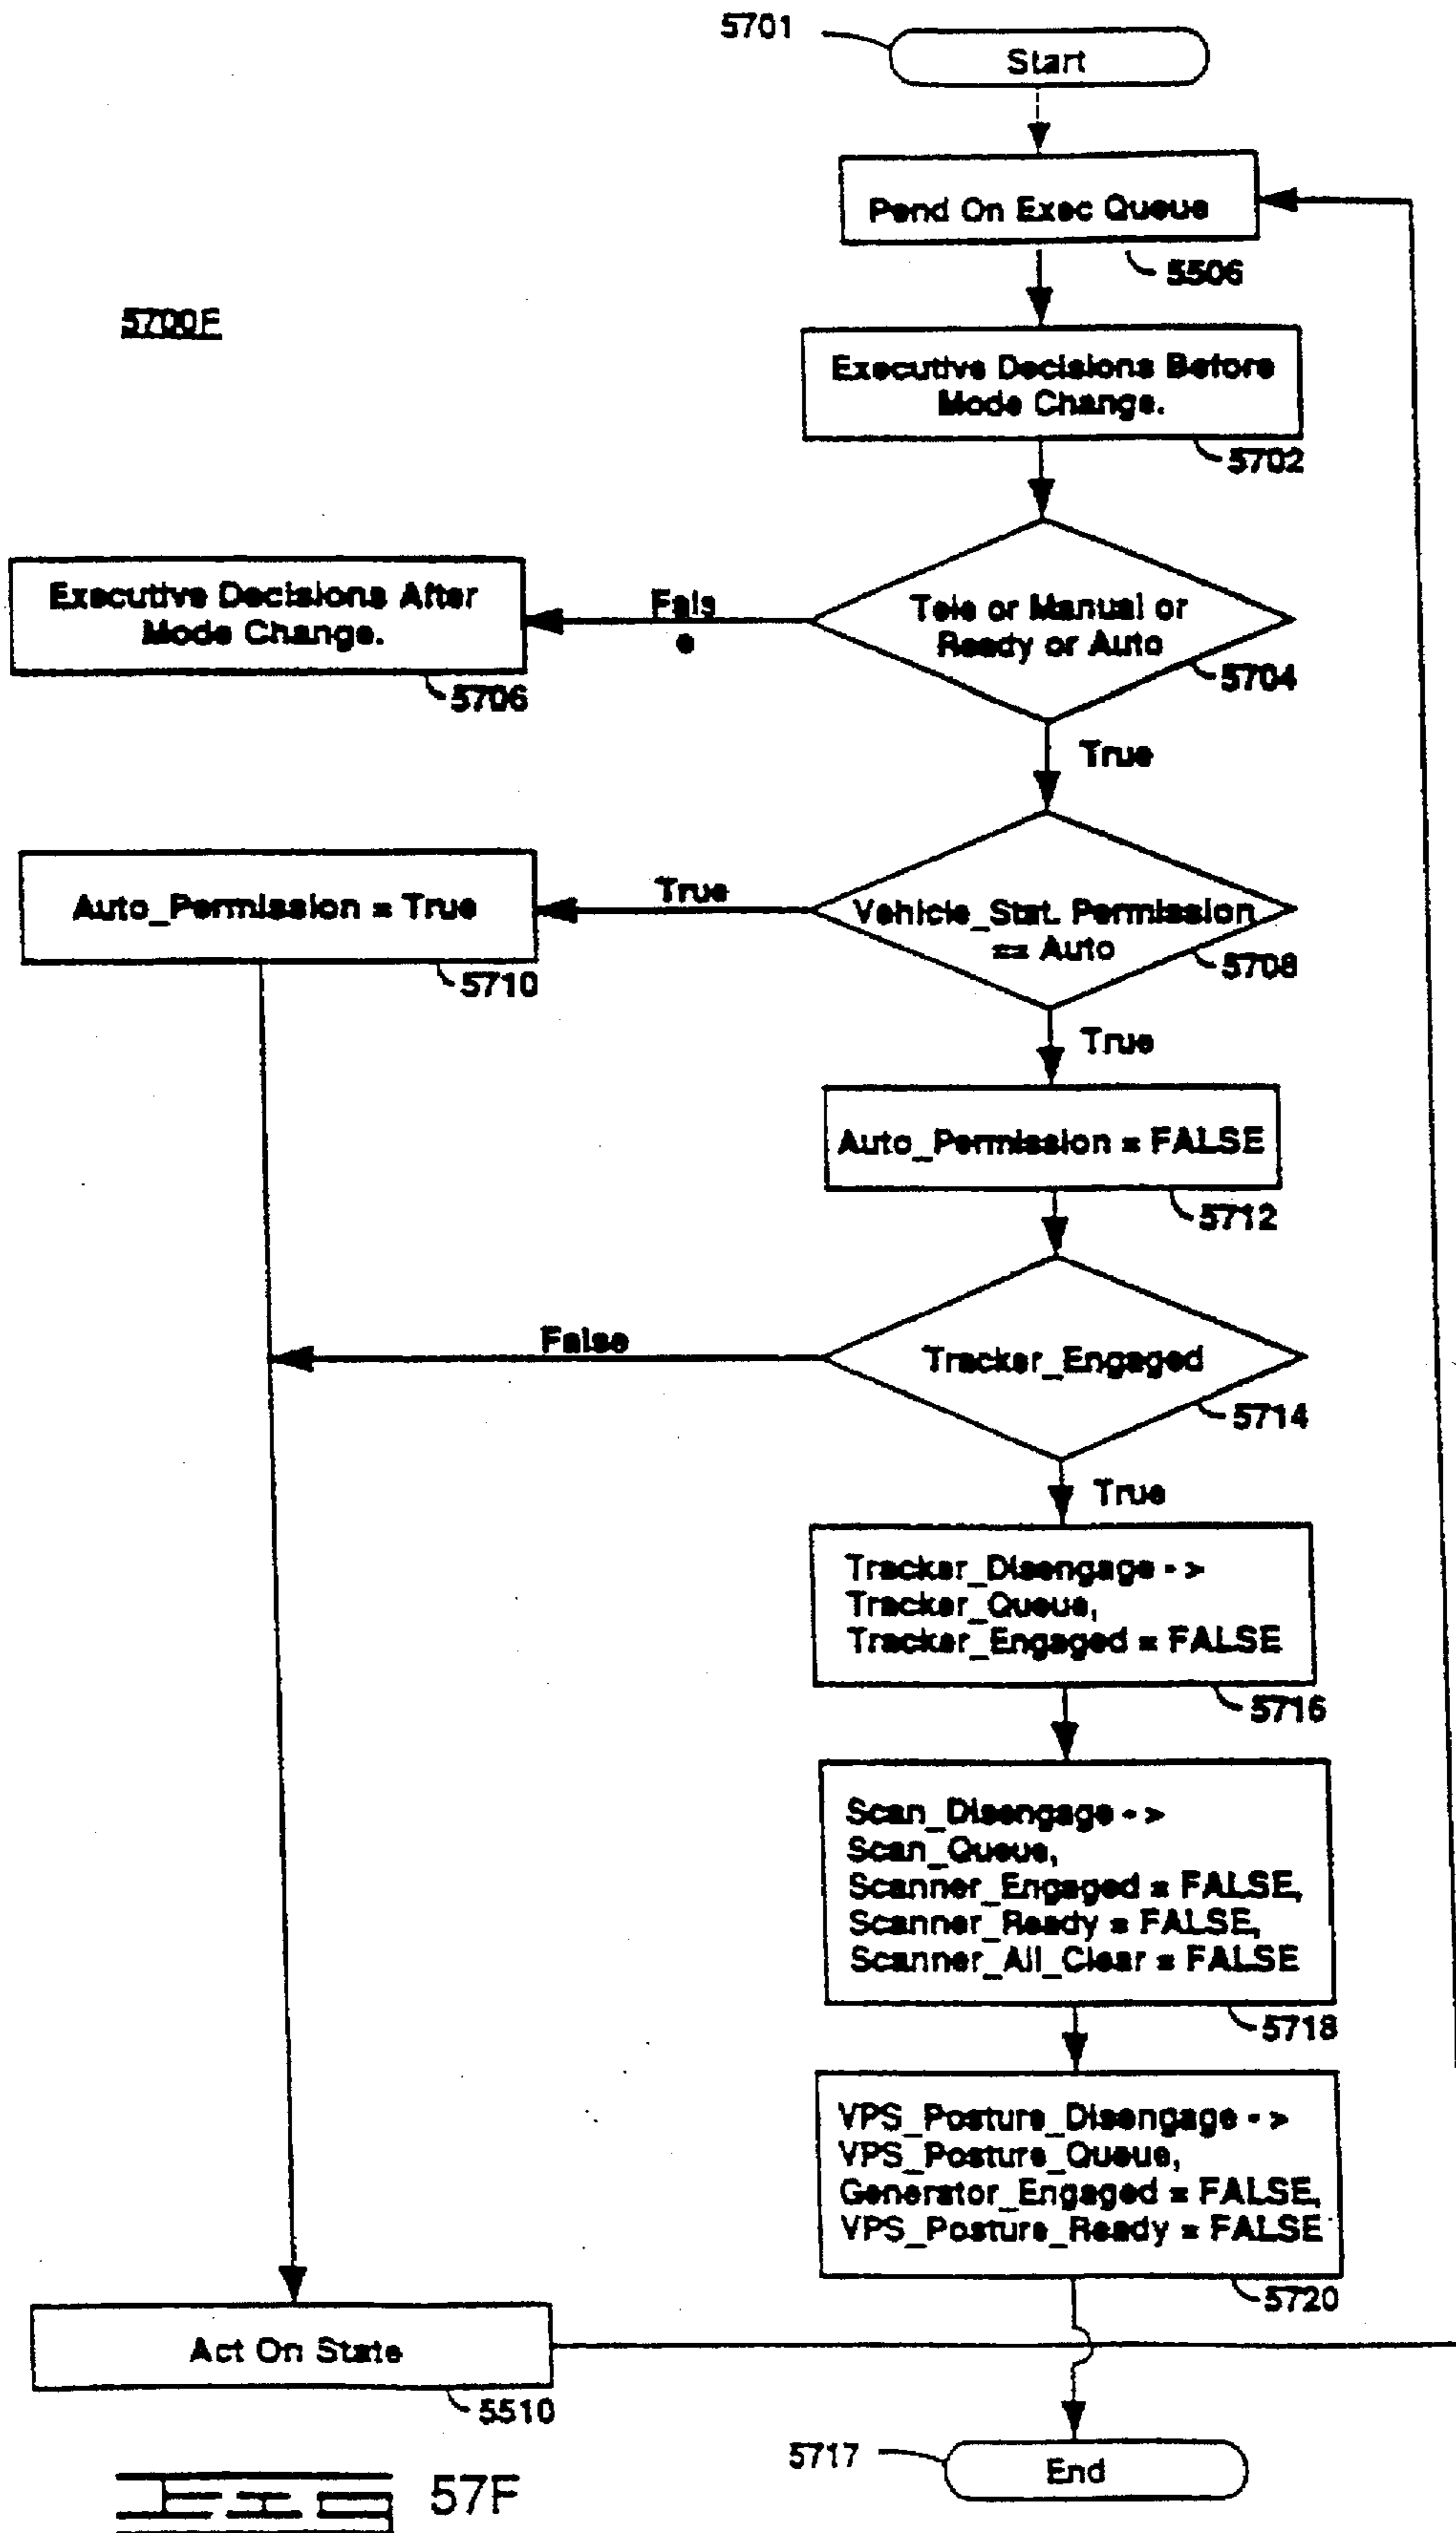 5701
Start
Pend On Exec Queue
5506
5700F
Executive Decisions Before
Mode Change.
5702
Executive Decisions After
Mode Change.
5706
Fals
e
Tele or Manual or
Ready or Auto
5704
True
Auto_Permission = True
5710
True
Vehicle_Stat. Permission
== Auto
5708
True
Auto_Permission = FALSE
5712
False
Tracker_Engaged
5714
True
Tracker_Disengage - >
Tracker_Queue,
Tracker_Engaged = FALSE
5716
Scan_Disengage - >
Scan_Queue,
Scanner_Engaged = FALSE,
Scanner_Ready = FALSE,
Scanner_All_Clear = FALSE
5718
VPS_Posture_Disengage - >
VPS_Posture_Queue,
Generator_Engaged = FALSE,
VPS_Posture_Ready = FALSE
5720
Act On State
5510
5717
End
FIG 57F